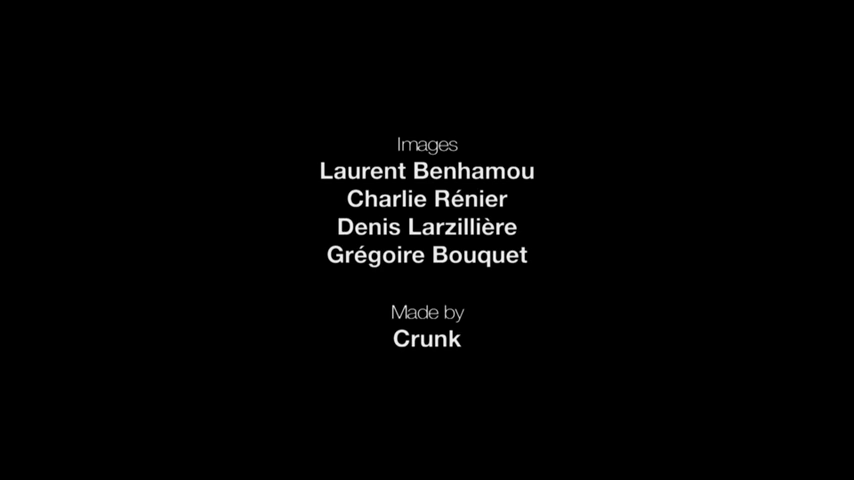 Images
Laurent Benhamou
Charlie Rénier
Denis Larzillière
Grégoire Bouquet
Made by
Crunk